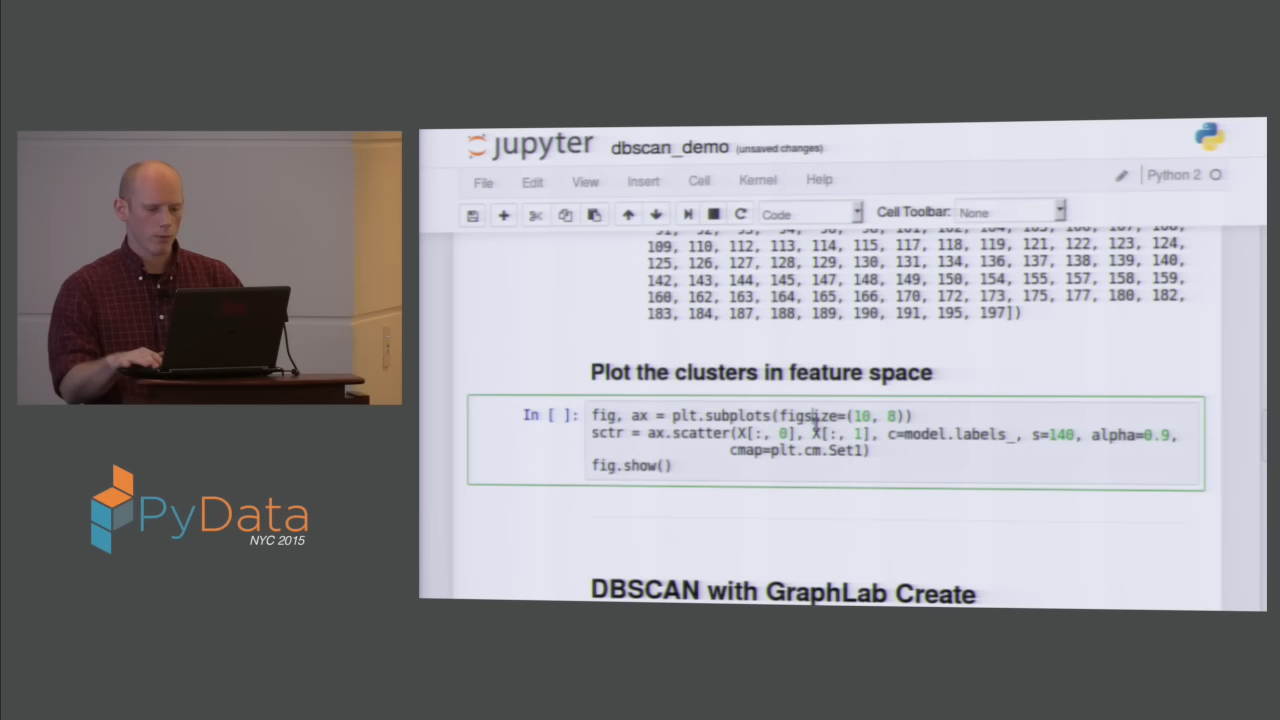 jupyter dbscan_demo (unsaved changes)
File Edit View Insert Cell Kernel Help Python 2
Code Cell Toolbar: None
109, 110, 112, 113, 114, 115, 117, 118, 119, 121, 122, 123, 124,
125, 126, 127, 128, 129, 130, 131, 134, 136, 137, 138, 139, 140,
142, 143, 144, 145, 147, 148, 149, 150, 154, 155, 157, 158, 159,
160, 162, 163, 164, 165, 166, 170, 172, 173, 175, 177, 180, 182,
183, 184, 187, 188, 189, 190, 191, 195, 197])
Plot the clusters in feature space
In [ ]: fig, ax = plt.subplots(figsize=(10, 8))
sctr = ax.scatter(X[:, 0], X[:, 1], c=model.labels_, s=140, alpha=0.9,
cmap=plt.cm.Set1)
fig.show()
DBSCAN with GraphLab Create
PyData
NYC 2015